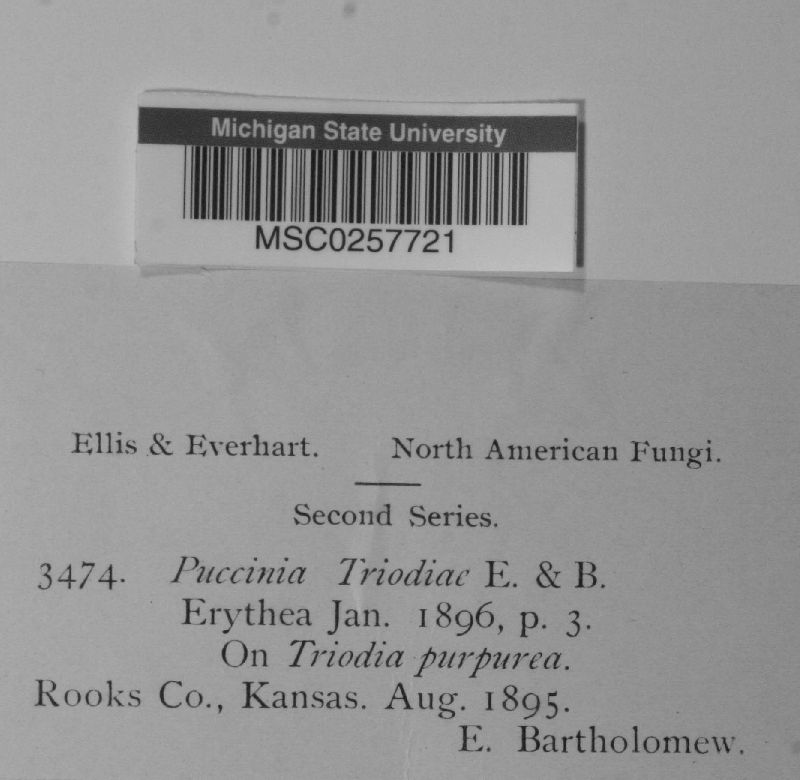 Michigan State University
MSC0257721
Ellis & Everhart. North American Fungi.
Second Series.
3474. Puccinia Triodiae E. & B.
Erythea Jan. 1896, p. 3.
On Triodia purpurea.
Rooks Co., Kansas. Aug. 1895.
E. Bartholomew.